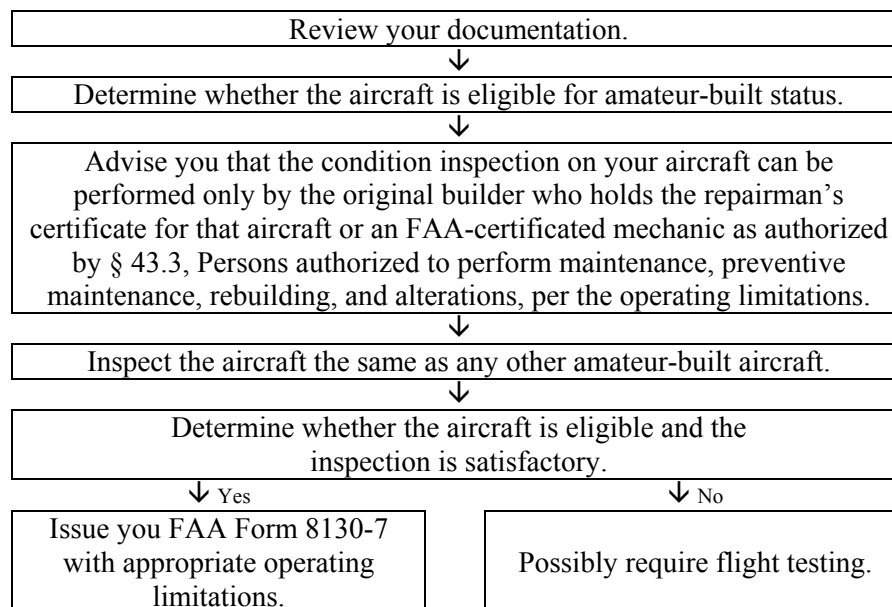 Review your documentation.
Determine whether the aircraft is eligible for amateur-built status.
Advise you that the condition inspection on your aircraft can be
performed only by the original builder who holds the repairman’s
certificate for that aircraft or an FAA-certificated mechanic as authorized
by § 43.3, Persons authorized to perform maintenance, preventive
maintenance, rebuilding, and alterations, per the operating limitations.
Inspect the aircraft the same as any other amateur-built aircraft.
Determine whether the aircraft is eligible and the
inspection is satisfactory.
Yes
No
Issue you FAA Form 8130-7
with appropriate operating
limitations.
Possibly require flight testing.